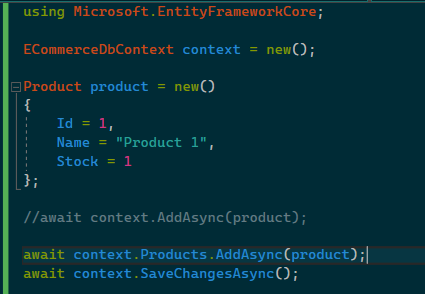 using Microsoft.EntityFrameworkCore;
ECommerceDbContext context = new();
Product product = new()
{
Id = 1,
Name = "Product 1",
Stock = 1
};
//await context.AddAsync(product);
await context.Products.AddAsync(product);
await context.SaveChangesAsync();